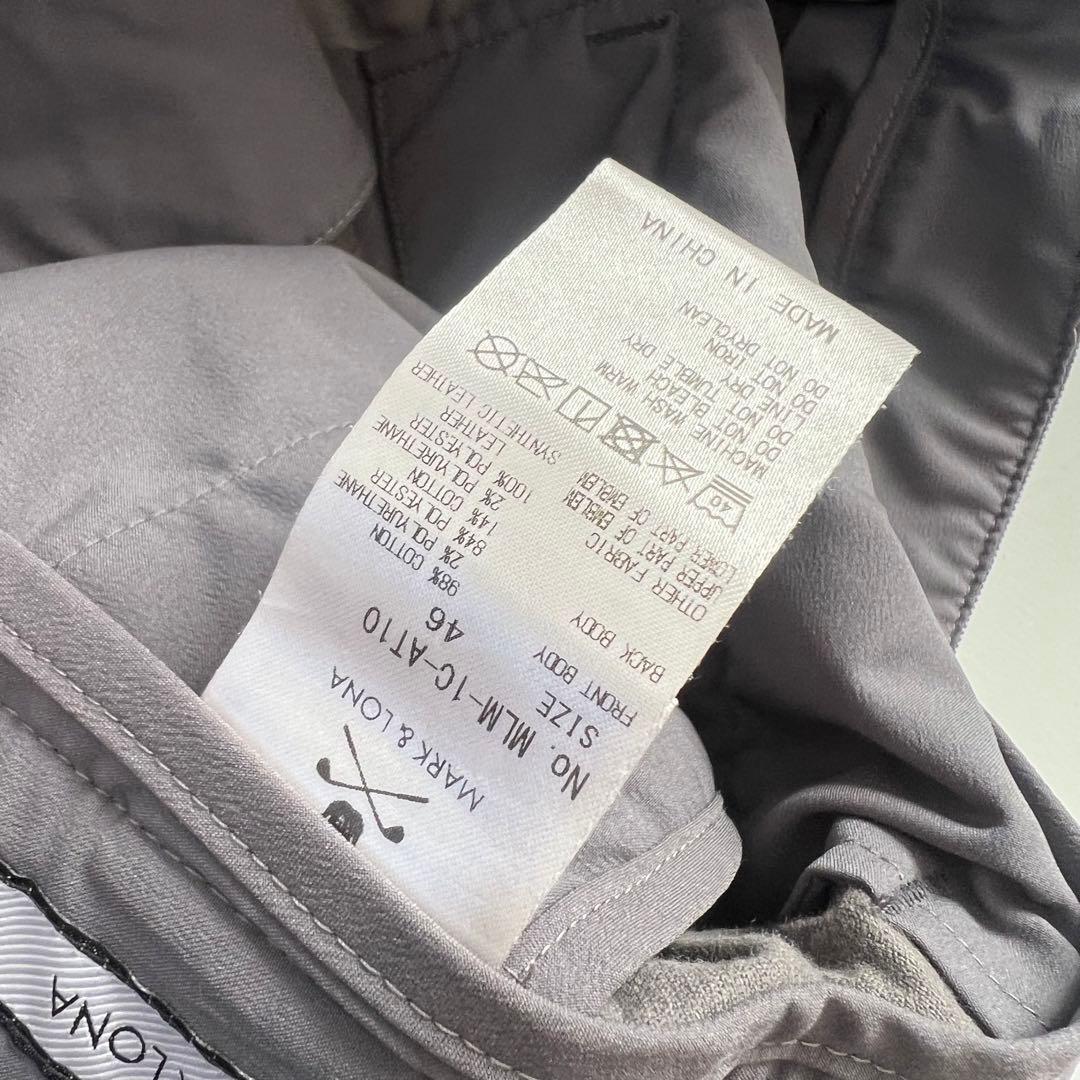 MARK & LONA
No. MLM-1C-AT10
SIZE 46
FRONT BODY 98% COTTON
2% POLYURETHANE
BACK BODY 84% POLYESTER
14% COTTON
2% POLYURETHANE
OTHER FABRIC 100% POLYESTER
UPPER PART OF EMBLEM LEATHER
LOWER PART OF EMBLEM SYNTHETIC LEATHER
40
MACHINE WASH WARM
DO NOT BLEACH
DO NOT TUMBLE DRY
LINE DRY
DO NOT IRON
DO NOT DRYCLEAN
MADE IN CHINA
LONA
LONA